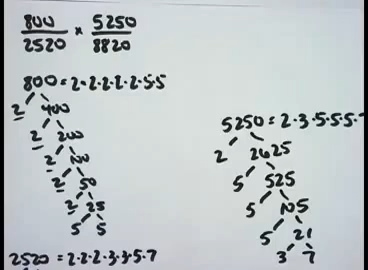 800/2520 × 5250/8820
800 = 2·2·2·2·2·5·5
2 400
2 200
2 100
2 50
2 25
5 5
5250 = 2·3·5·5·5·7
2 2625
5 525
5 105
5 21
3 7
2520 = 2·2·2·3·3·5·7